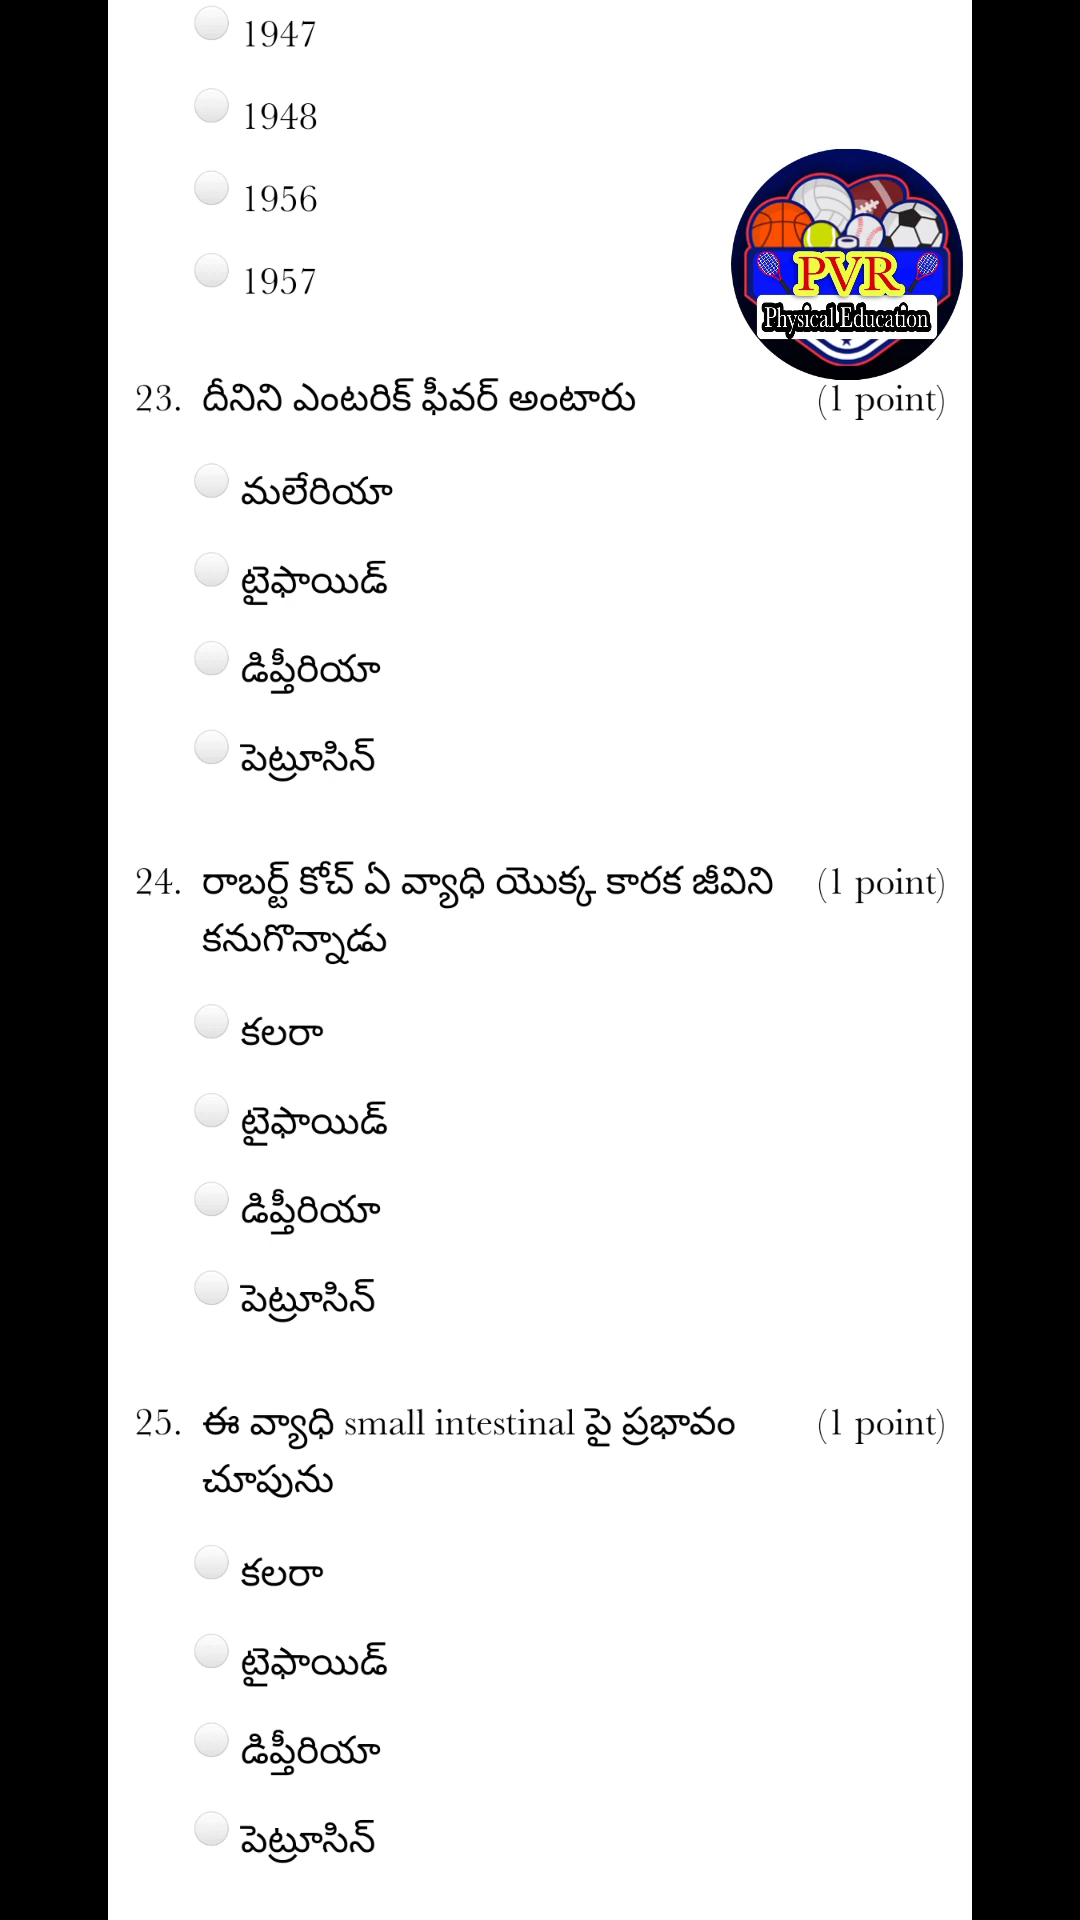 1947
1948
1956
1957
PVR
Physical Education
23. దీనిని ఎంటరిక్ ఫీవర్ అంటారు (1 point)
మలేరియా
టైఫాయిడ్
డిప్తీరియా
పెట్రూసిన్
24. రాబర్ట్ కోచ్ ఏ వ్యాధి యొక్క కారక జీవిని (1 point)
కనుగొన్నాడు
కలరా
టైఫాయిడ్
డిప్తీరియా
పెట్రూసిన్
25. ఈ వ్యాధి small intestinal పై ప్రభావం (1 point)
చూపును
కలరా
టైఫాయిడ్
డిప్తీరియా
పెట్రూసిన్